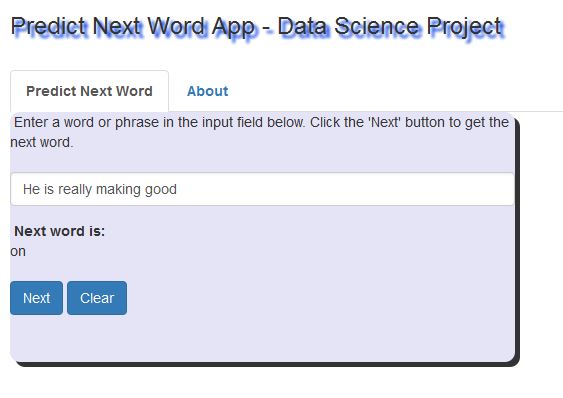 Predict Next Word App - Data Science Project
Predict Next Word About
Enter a word or phrase in the input field below. Click the 'Next' button to get the
next word.
He is really making good
Next word is:
on
Next Clear